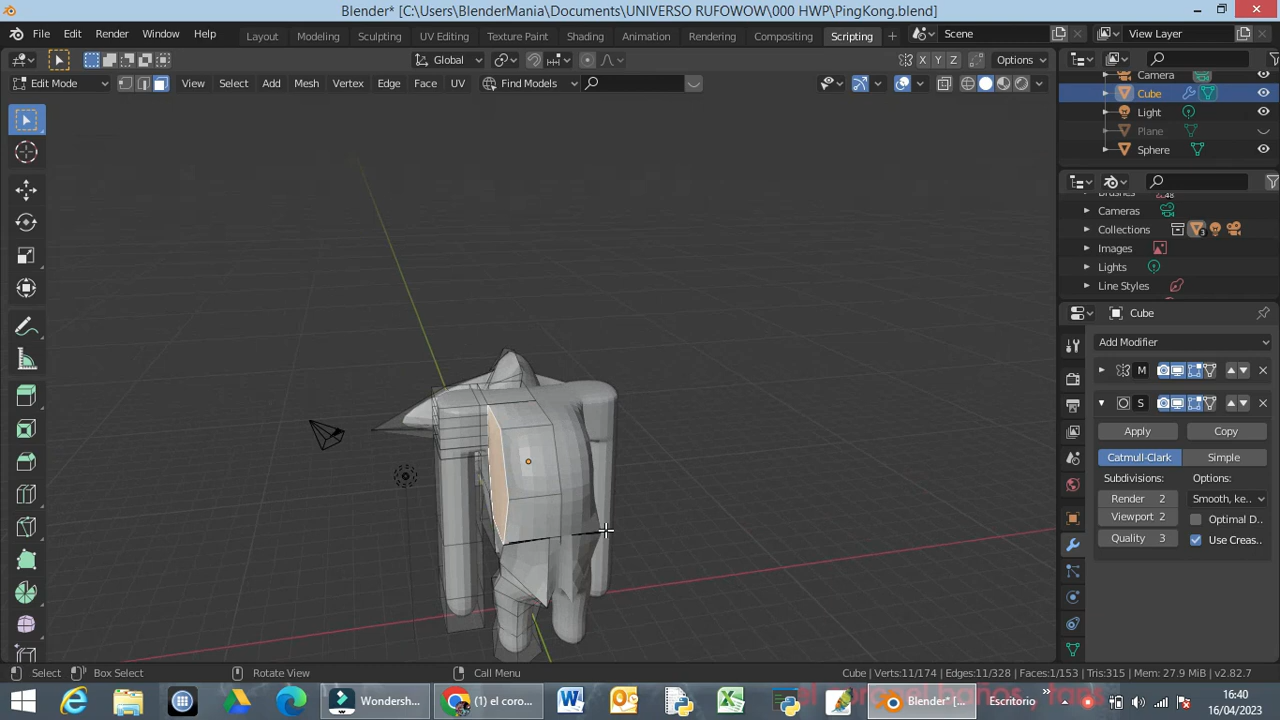 Blender* [C:\Users\BlenderMania\Documents\UNIVERSO RUFOWOW\000 HWP\PingKong.blend]
File Edit Render Window Help Layout Modeling Sculpting UV Editing Texture Paint Shading Animation Rendering Compositing Scripting Scene View Layer
Global X Y Z Options
Edit Mode View Select Add Mesh Vertex Edge Face UV Find Models
Camera
Cube
Light
Plane
Sphere
Brushes 48
Cameras
Collections 3
Images
Lights
Line Styles
Cube
Add Modifier
M
S
Apply Copy
Catmull-Clark Simple
Subdivisions: Options:
Render 2 Smooth, ke..
Viewport 2 Optimal D..
Quality 3 Use Creas..
Select Box Select Rotate View Call Menu Cube | Verts:11/174 | Edges:11/328 | Faces:1/153 | Tris:315 | Mem: 27.9 MiB | v2.82.7
Wondersh... (1) el coro... Blender* [... Escritorio 16:40
16/04/2023